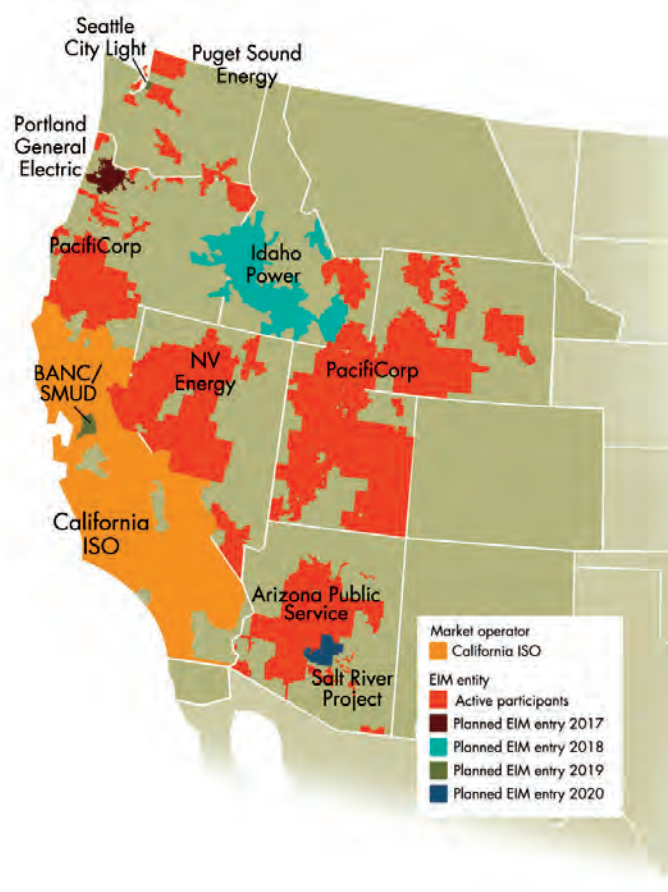 Seattle
City Light
Puget Sound
Energy
Portland
General
Electric
PacifiCorp
Idaho
Power
NV
Energy
PacifiCorp
BANC/
SMUD
California
ISO
Arizona Public
Service
Salt River
Project
Market operator
California ISO
EIM entity
Active participants
Planned EIM entry 2017
Planned EIM entry 2018
Planned EIM entry 2019
Planned EIM entry 2020